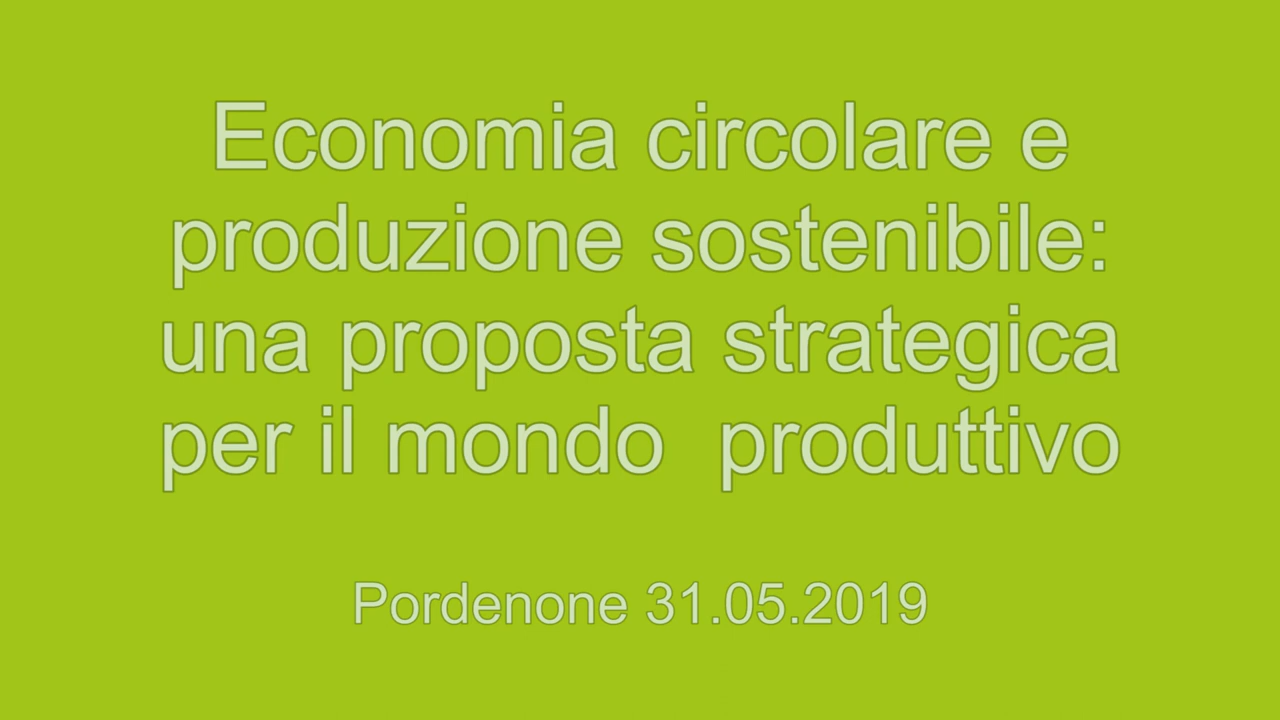 Economia circolare e
produzione sostenibile:
una proposta strategica
per il mondo  produttivo
Pordenone 31.05.2019